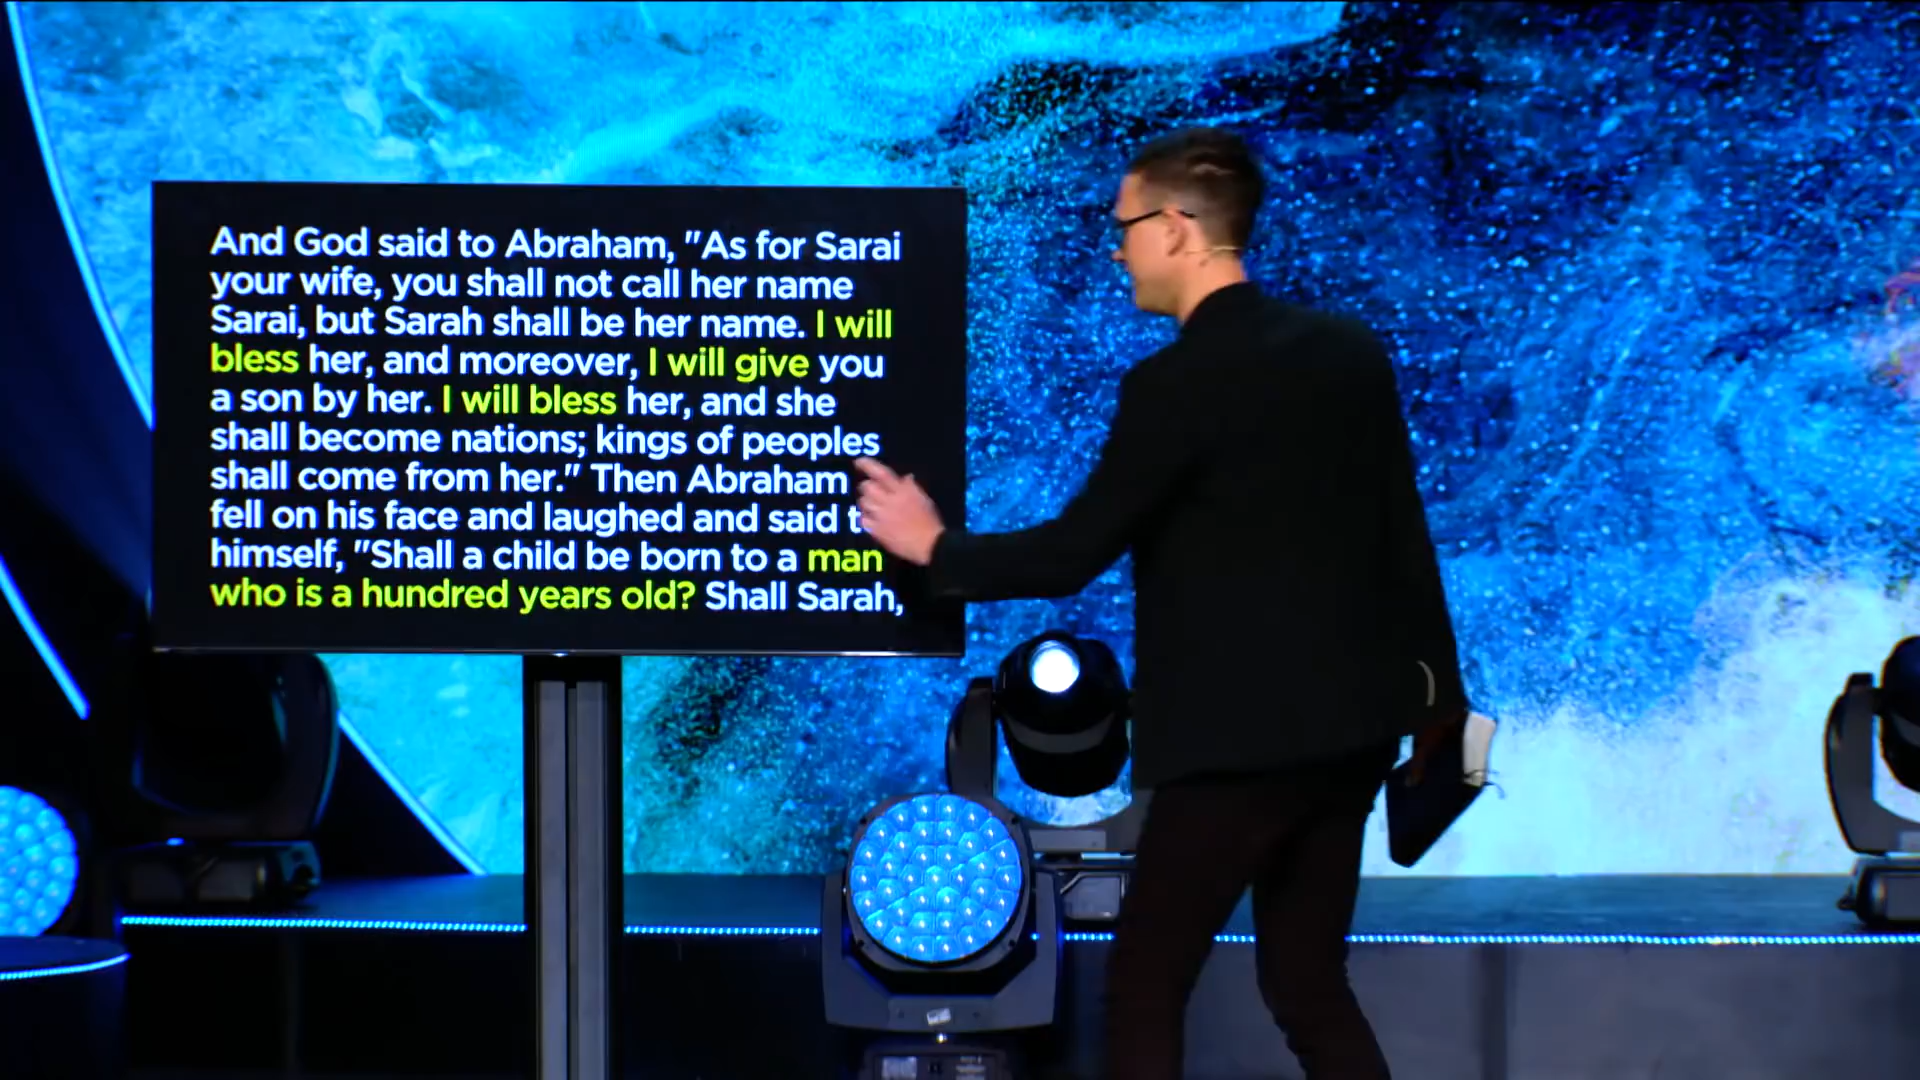 And God said to Abraham, "As for Sarai
your wife, you shall not call her name
Sarai, but Sarah shall be her name. I will
bless her, and moreover, I will give you
a son by her. I will bless her, and she
shall become nations; kings of peoples
shall come from her." Then Abraham
fell on his face and laughed and said
himself, "Shall a child be born to a man
who is a hundred years old? Shall Sarah,